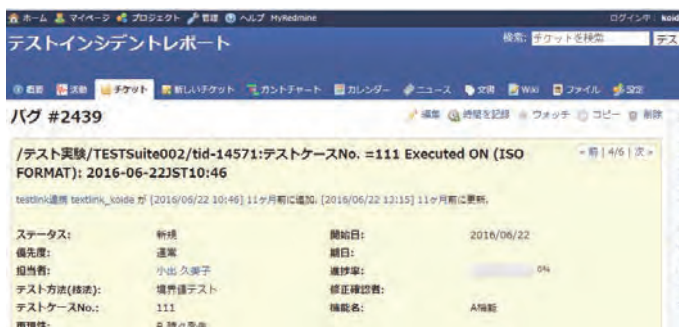 ホーム マイページ プロジェクト 管理 ヘルプ MyRedmine ログイン中: koid
テストインシデントレポート 検索: チケットを検索 テス
概要 活動 チケット 新しいチケット ガントチャート カレンダー ニュース 文書 Wiki ファイル 設定
バグ #2439 編集 時間を記録 ウォッチ コピー 削除
/テスト実験/TESTSuite002/tid-14571:テストケースNo. =111 Executed ON (ISO « 前 | 4/6 | 次 »
FORMAT): 2016-06-22JST10:46
testlink連携 textlink_koide が [2016/06/22 10:46] 11ヶ月前に追加. [2016/06/22 13:15] 11ヶ月前に更新.
ステータス: 新規 開始日: 2016/06/22
優先度: 通常 期日:
担当者: 小出 久美子 進捗率: 0%
テスト方法(技法): 境界値テスト 修正確認者:
テストケースNo.: 111 機能名: A機能
再現性: